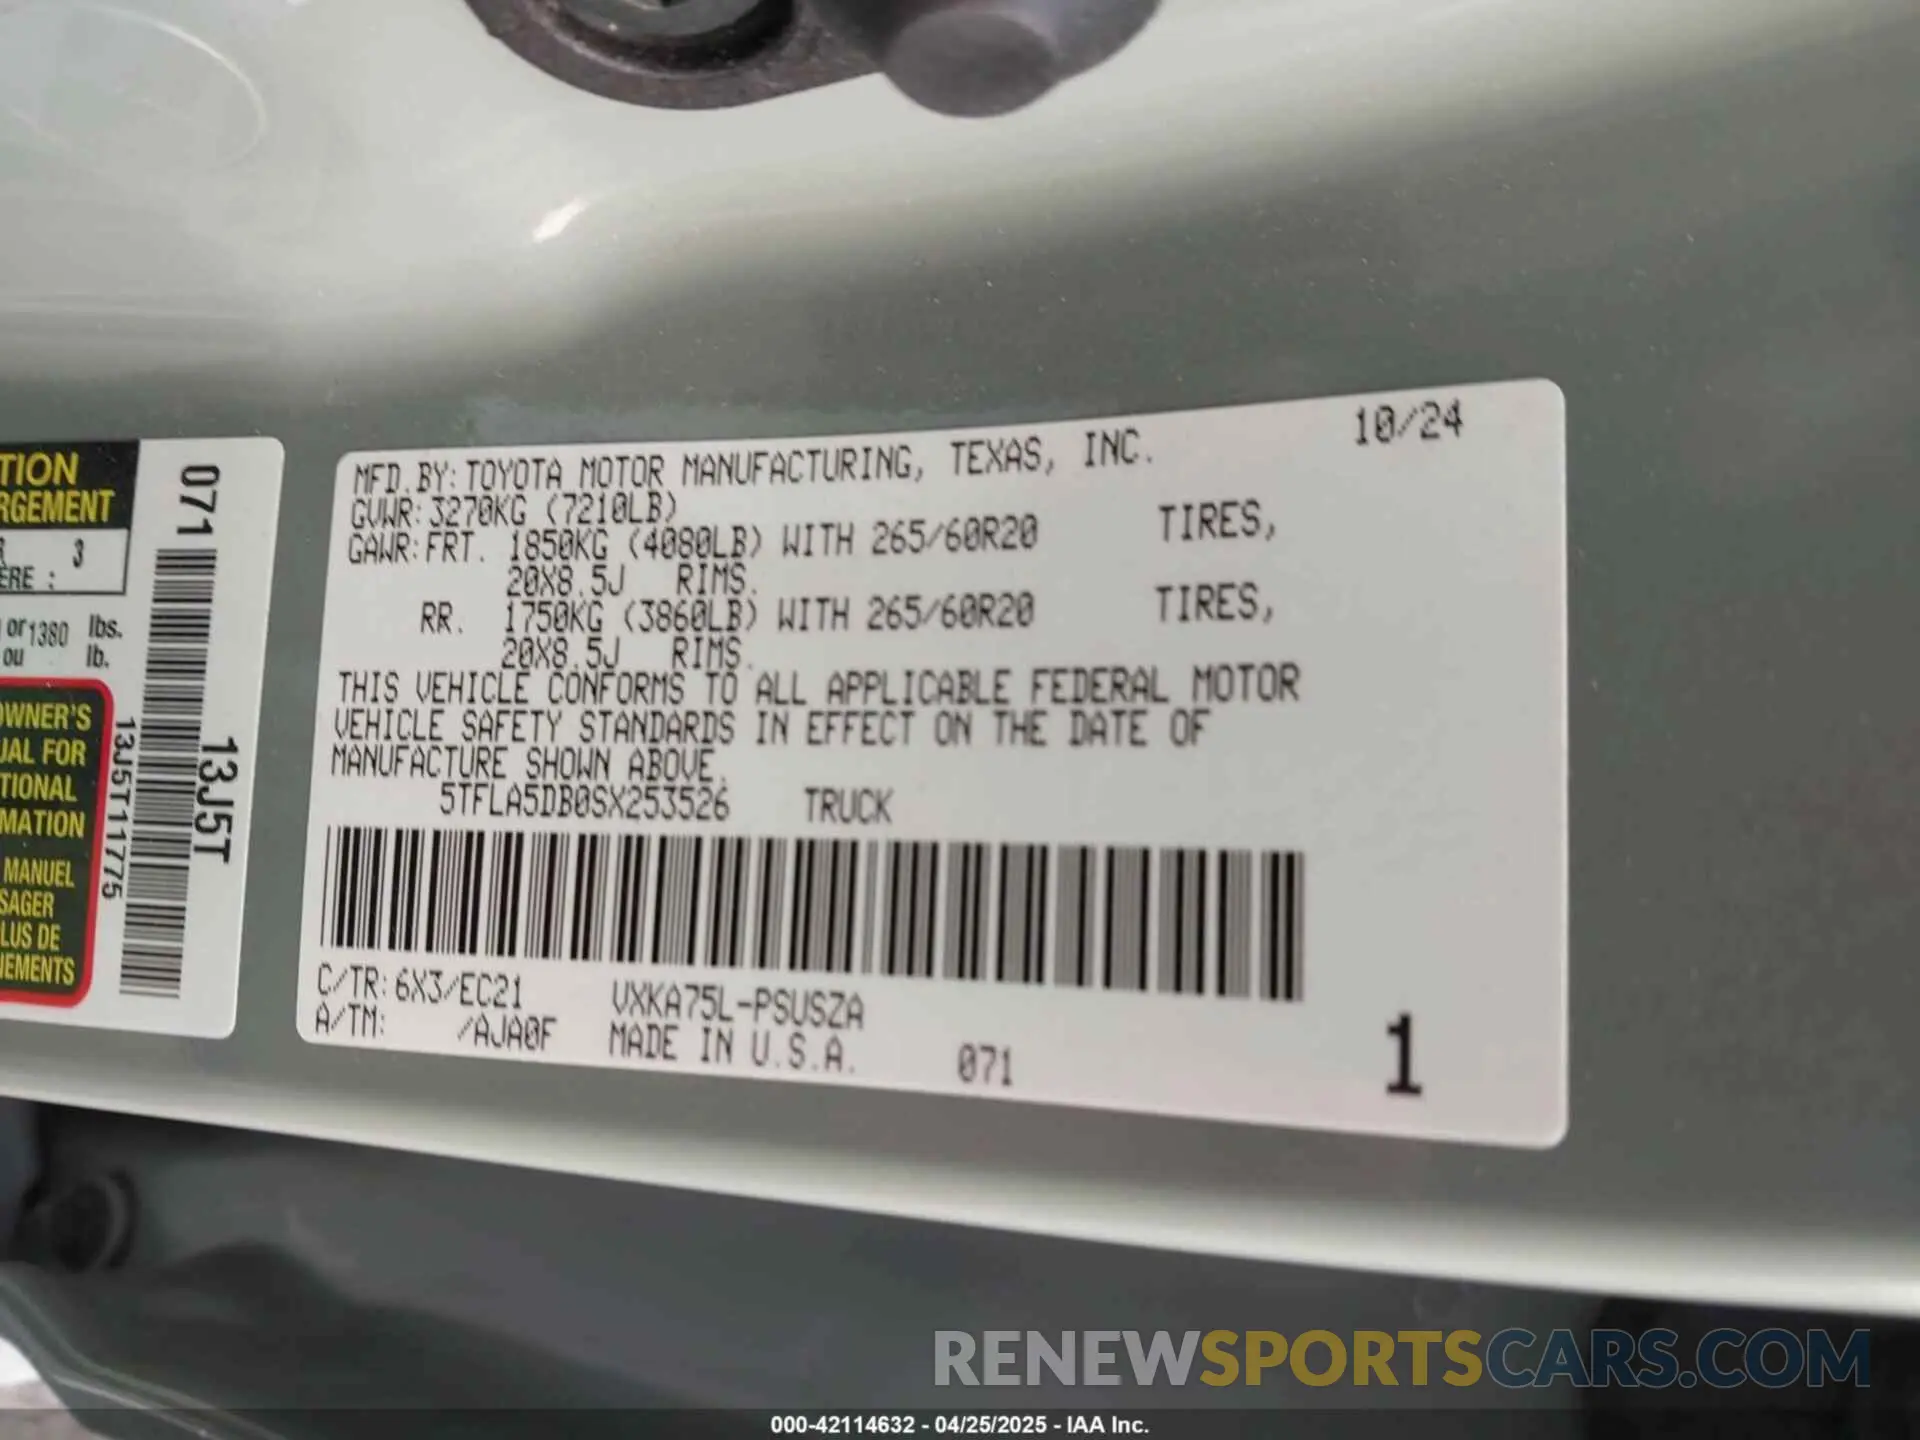 TION
RGEMENT
R 3
ÈRE :
or 1380 lbs.
ou lb.
OWNER'S
UAL FOR
TIONAL
MATION
MANUEL
SAGER
LUS DE
NEMENTS
071
13J5T
13J5T11775
10/24
MFD. BY: TOYOTA MOTOR MANUFACTURING, TEXAS, INC.
GVWR: 3270KG (7210LB)
GAWR: FRT. 1850KG (4080LB) WITH 265/60R20 TIRES,
20X8.5J RIMS.
RR. 1750KG (3860LB) WITH 265/60R20 TIRES,
20X8.5J RIMS.
THIS VEHICLE CONFORMS TO ALL APPLICABLE FEDERAL MOTOR
VEHICLE SAFETY STANDARDS IN EFFECT ON THE DATE OF
MANUFACTURE SHOWN ABOVE.
5TFLA5DB0SX253526 TRUCK
C/TR: 6X3/EC21 VXKA75L-PSUSZA
A/TM: /AJA0F MADE IN U.S.A. 071
1
RENEWSPORTSCARS.COM
000-42114632 - 04/25/2025 - IAA Inc.